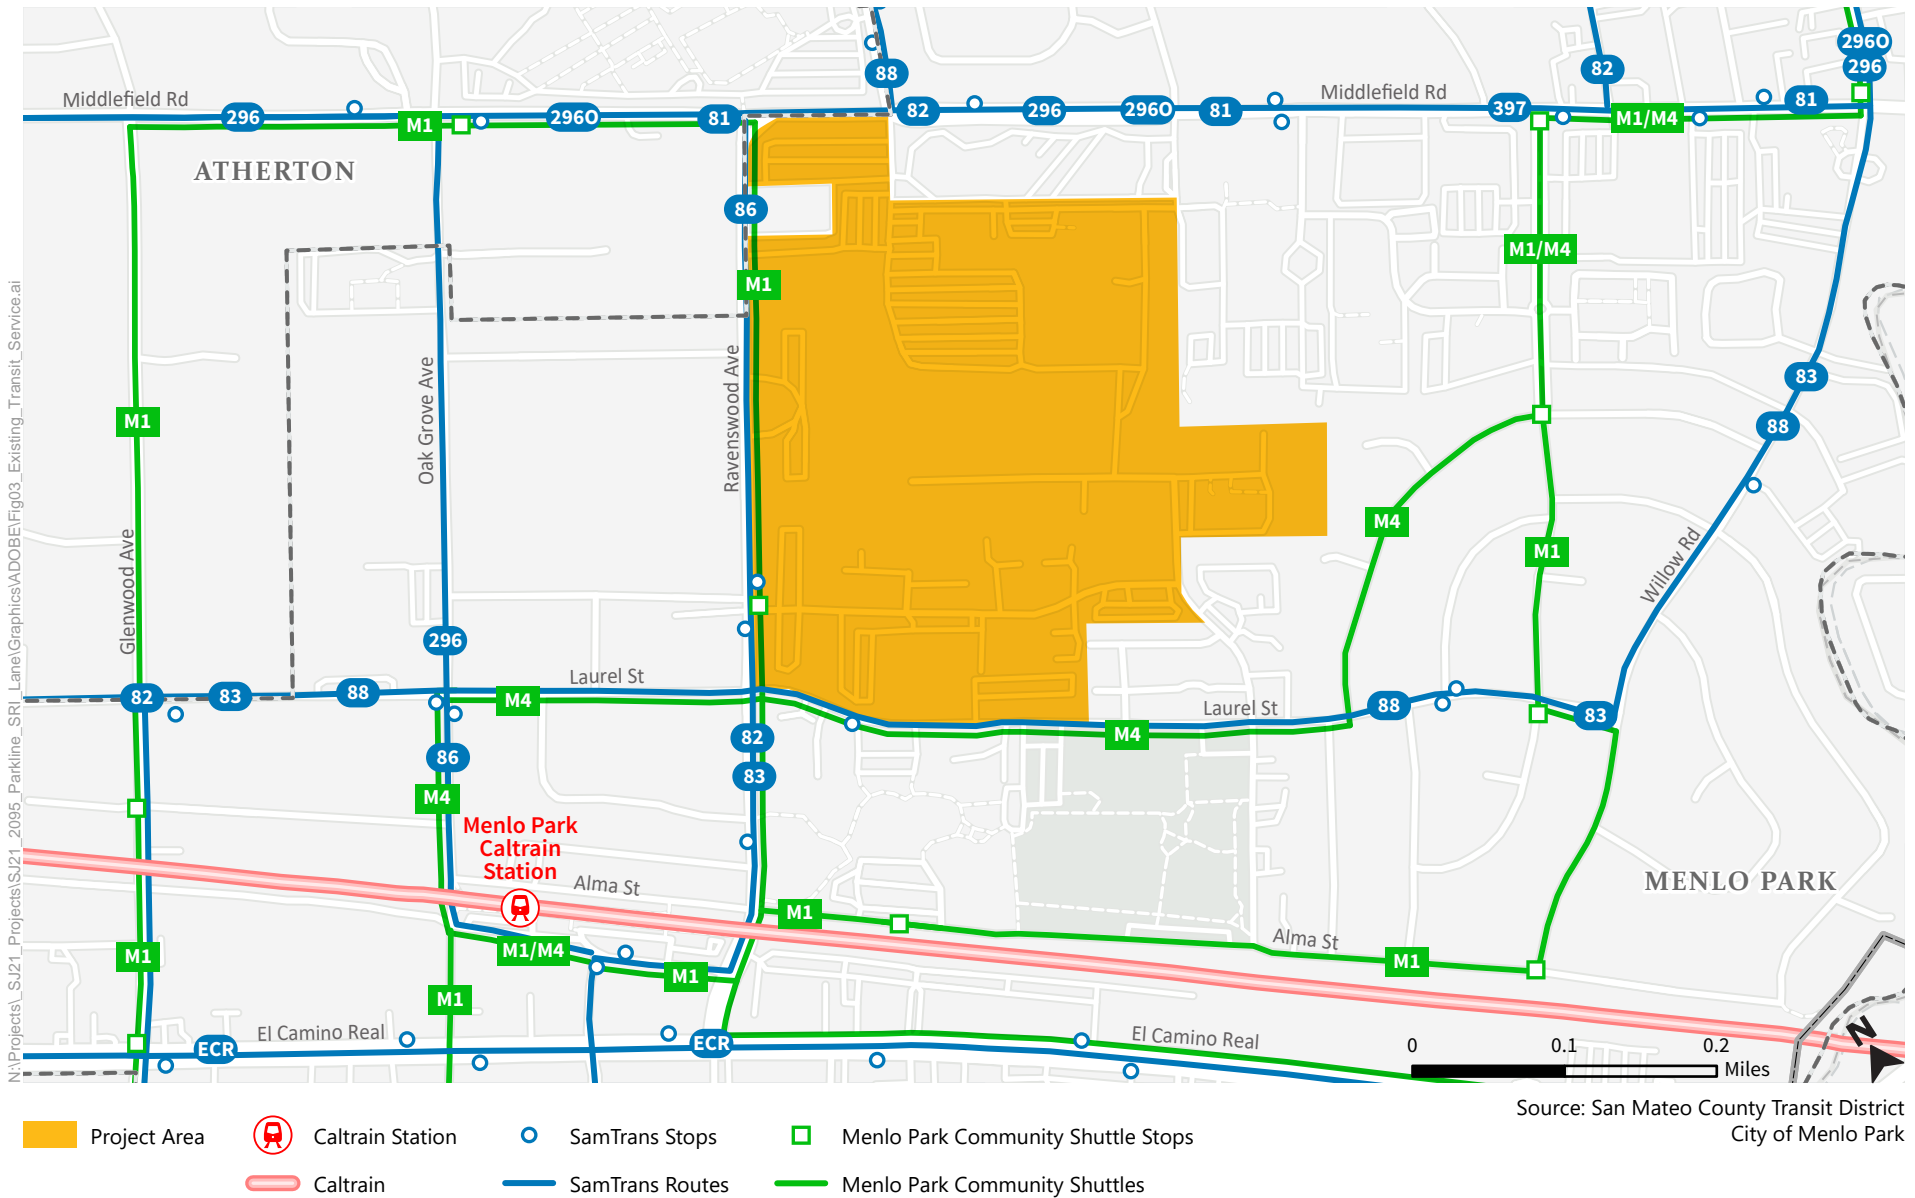 2960
88
82
296
Middlefield Rd
296
2960
81
82
296
2960
81
Middlefield Rd
397
81
M1
M1/M4
ATHERTON
86
M1/M4
M1
83
Oak Grove Ave
Ravenswood Ave
M1
88
M4
Glenwood Ave
M1
Willow Rd
296
Laurel St
82
83
88
M4
Laurel St
88
83
82
M4
86
83
M4
Menlo Park
Caltrain
Station
Alma St
MENLO PARK
M1
M1/M4
Alma St
M1
M1
M1
M1
El Camino Real
ECR
ECR
El Camino Real
N
0 0.1 0.2
Miles
N:\Projects\_SJ21_Projects\SJ21_2095_Parkline_SRI_Lane\Graphics\ADOBE\Fig03_Existing_Transit_Service.ai
Source: San Mateo County Transit District
City of Menlo Park
Project Area
Caltrain Station
SamTrans Stops
Menlo Park Community Shuttle Stops
Caltrain
SamTrans Routes
Menlo Park Community Shuttles